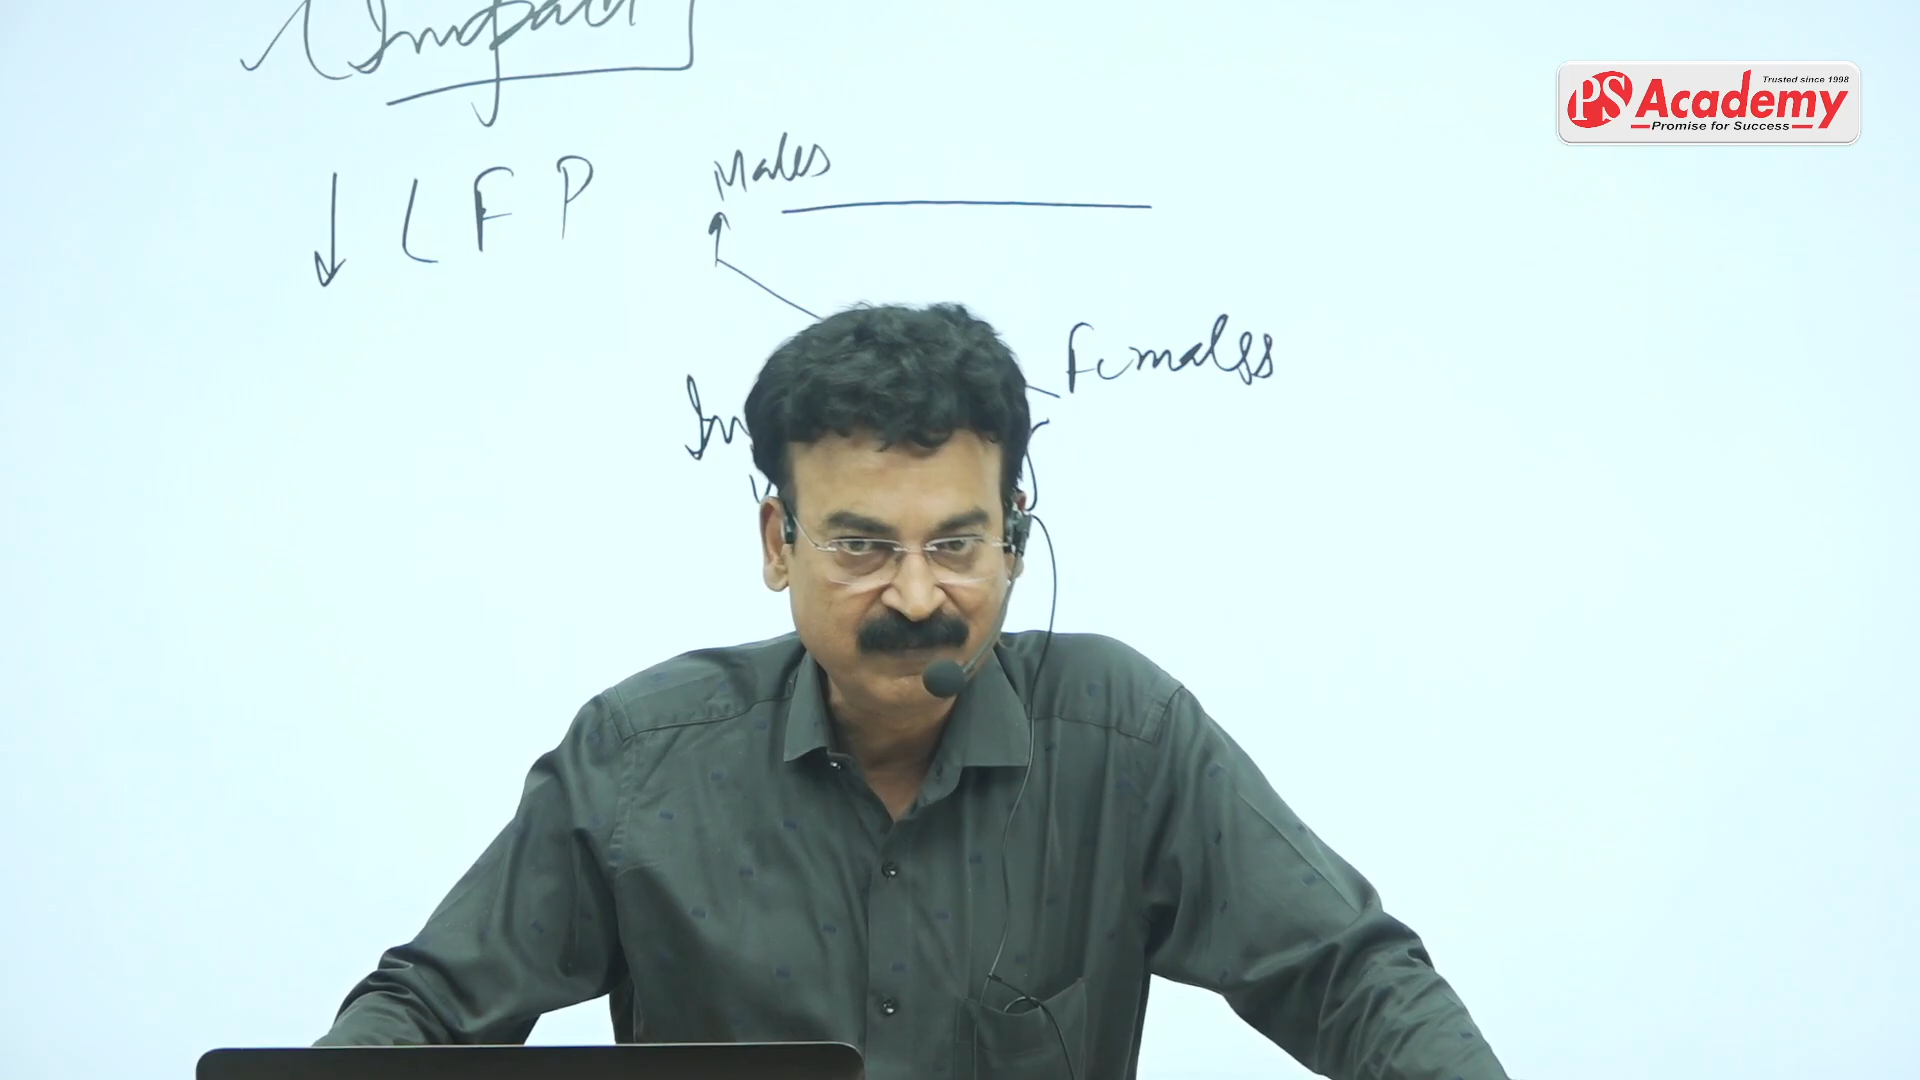 Impact
PS Academy
Trusted since 1998
Promise for Success
Males
↓ LFP
Females